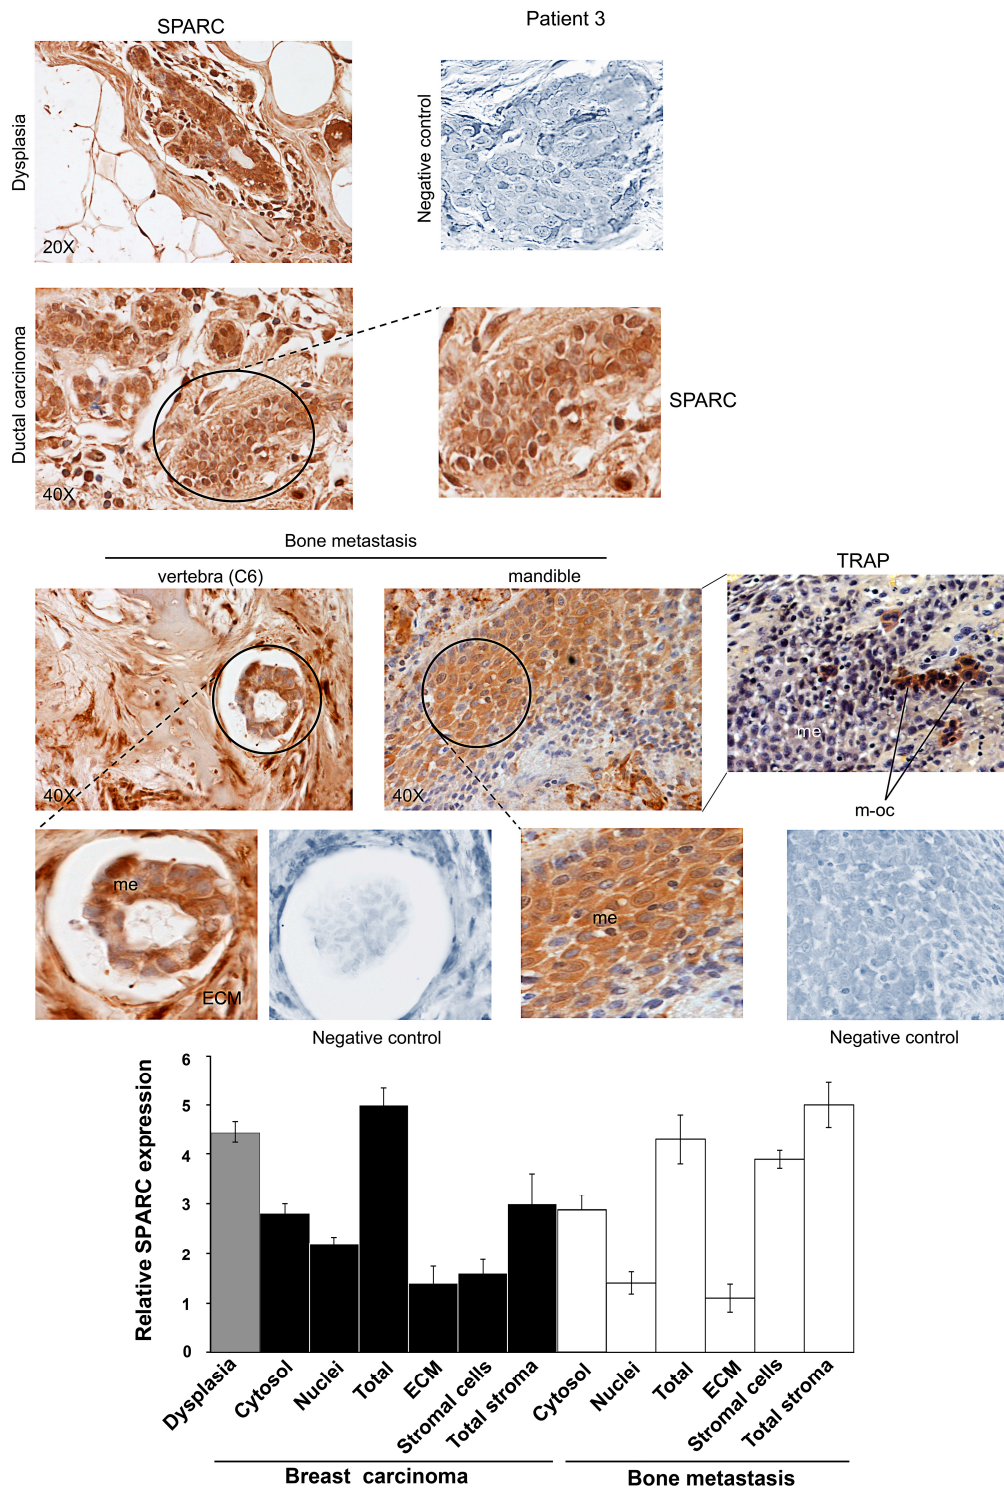 SPARC
Patient 3
Dysplasia
20X
Negative control
Ductal carcinoma
40X
SPARC
Bone metastasis
vertebra (C6)
mandible
TRAP
40X
40X
me
m-oc
me
ECM
me
Negative control
Negative control
Relative SPARC expression
6
5
4
3
2
1
0
Dysplasia
Cytosol
Nuclei
Total
ECM
Stromal cells
Total stroma
Cytosol
Nuclei
Total
ECM
Stromal cells
Total stroma
Breast carcinoma
Bone metastasis